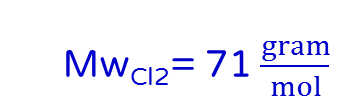 Mw_Cl2 = 71 gram/mol